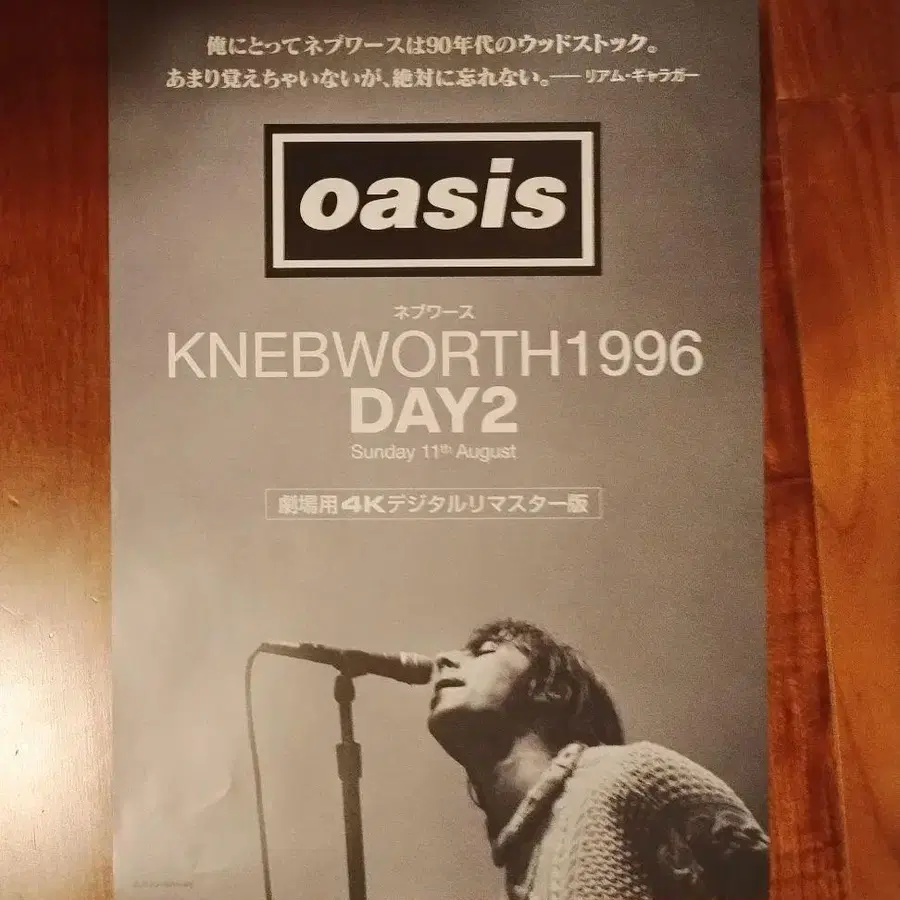 俺にとってネブワースは90年代のウッドストック。
あまり覚えちゃいないが、絶対に忘れない。── リアム・ギャラガー
oasis
ネブワース
KNEBWORTH1996
DAY2
Sunday 11th August
劇場用4Kデジタルリマスター版